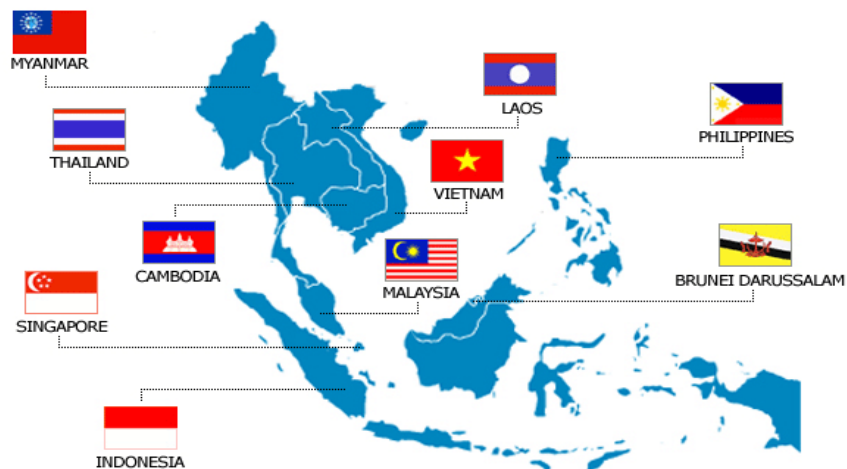 MYANMAR
LAOS
PHILIPPINES
THAILAND
VIETNAM
CAMBODIA
MALAYSIA
BRUNEI DARUSSALAM
SINGAPORE
INDONESIA